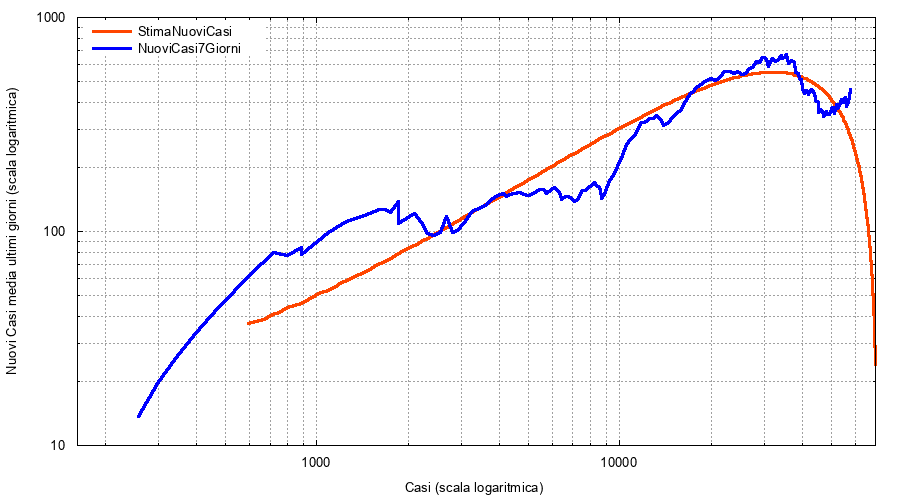 1000
StimaNuoviCasi
NuoviCasi7Giorni
Nuovi Casi media ultimi giorni (scala logaritmica)
100
10
1000
10000
Casi (scala logaritmica)